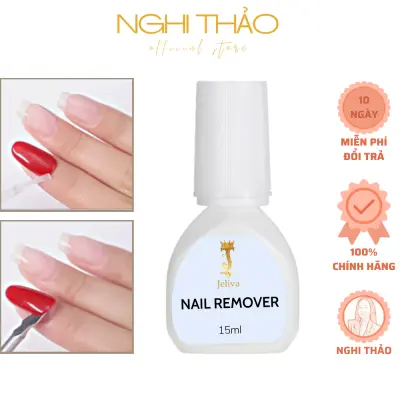 NGHI THẢO
official store
10
NGÀY
MIỄN PHÍ
ĐỔI TRẢ
Jeliva
NAIL REMOVER
15ml
100%
CHÍNH HÃNG
NGHI THẢO